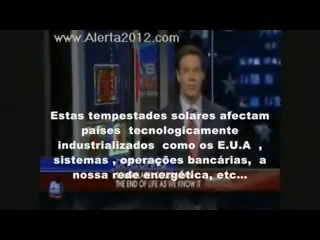 www.Alerta2012.com
Estas tempestades solares afectam
países tecnologicamente
industrializados como os E.U.A ,
sistemas , operações bancárias, a
nossa rede energética, etc...
THE END OF LIFE AS WE KNOW IT